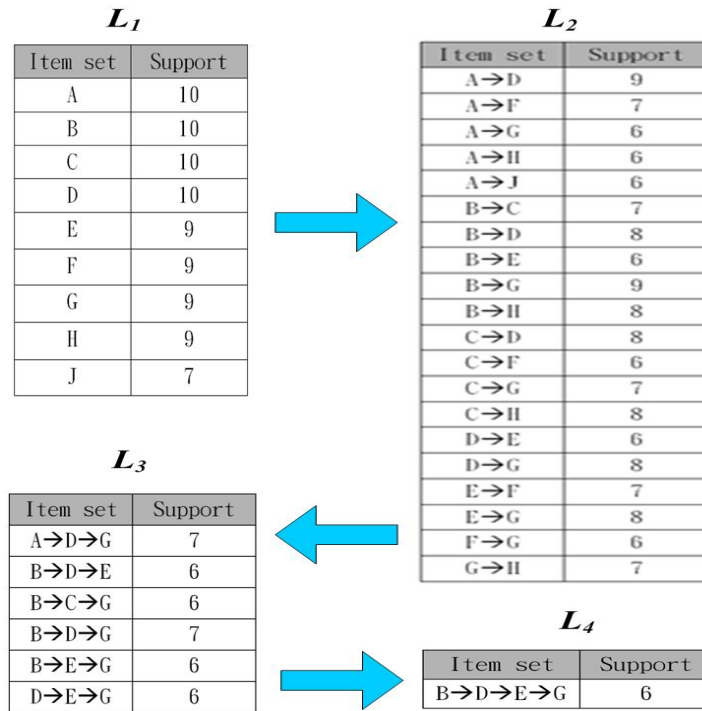 L1
Item set Support
A 10
B 10
C 10
D 10
E 9
F 9
G 9
H 9
J 7
L2
Item set Support
A→D 9
A→F 7
A→G 6
A→H 6
A→J 6
B→C 7
B→D 8
B→E 6
B→G 9
B→H 8
C→D 8
C→F 6
C→G 7
C→H 8
D→E 6
D→G 8
E→F 7
E→G 8
F→G 6
G→H 7
L3
Item set Support
A→D→G 7
B→D→E 6
B→C→G 6
B→D→G 7
B→E→G 6
D→E→G 6
L4
Item set Support
B→D→E→G 6